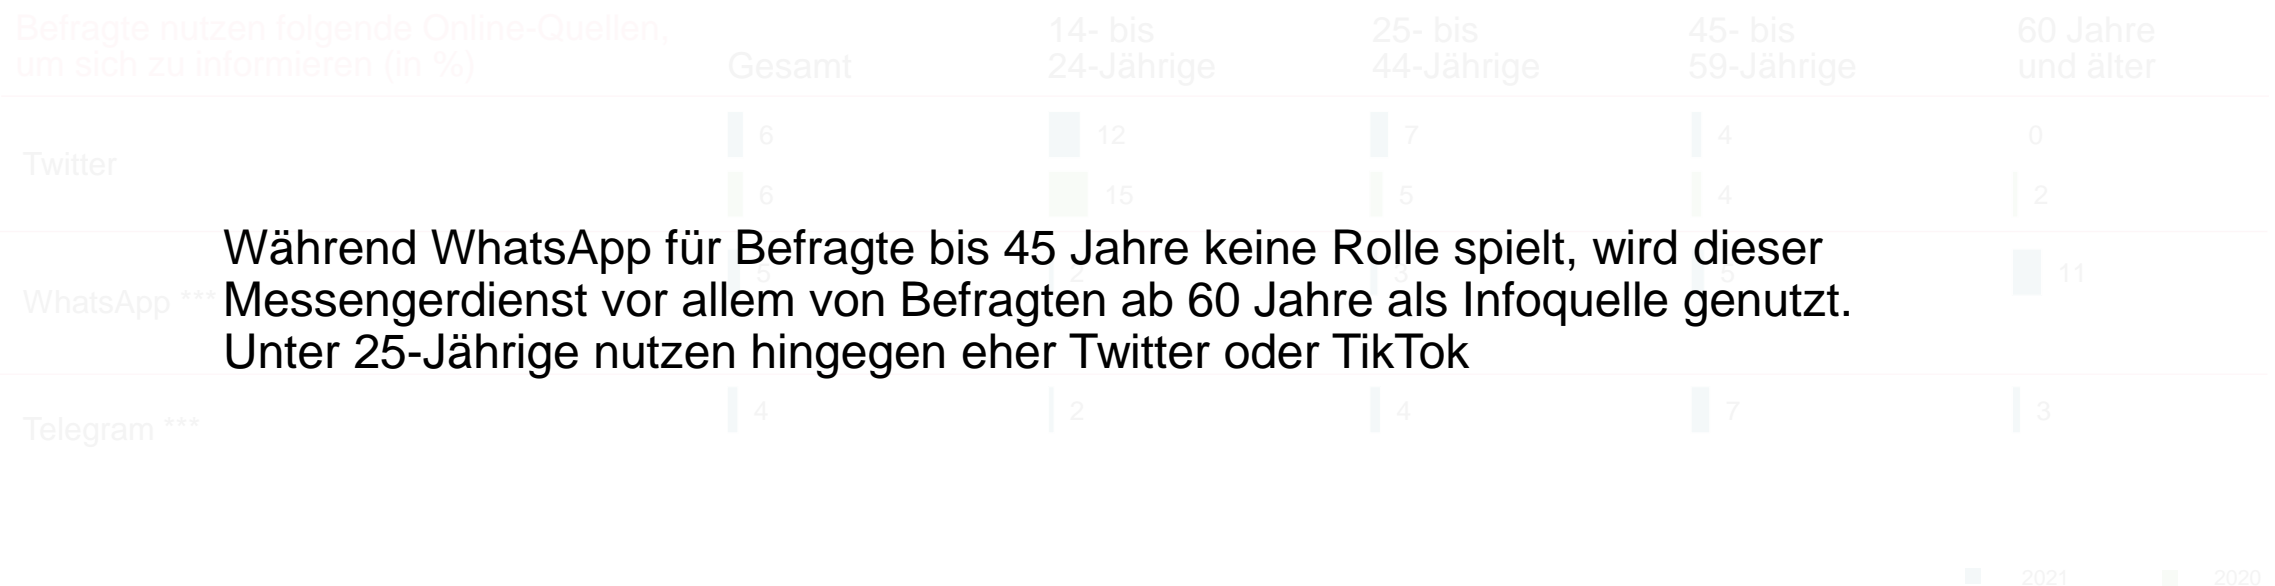 Befragte nutzen folgende Online-Quellen,
um sich zu informieren (in %)
Gesamt
14- bis
24-Jährige
25- bis
44-Jährige
45- bis
59-Jährige
60 Jahre
und älter
Twitter
6 12 7 4 0
6 15 5 4 2
Während WhatsApp für Befragte bis 45 Jahre keine Rolle spielt, wird dieser
Messengerdienst vor allem von Befragten ab 60 Jahre als Infoquelle genutzt.
Unter 25-Jährige nutzen hingegen eher Twitter oder TikTok
WhatsApp ***
5 2 3 5 11
Telegram ***
4 2 4 7 3
2021 2020